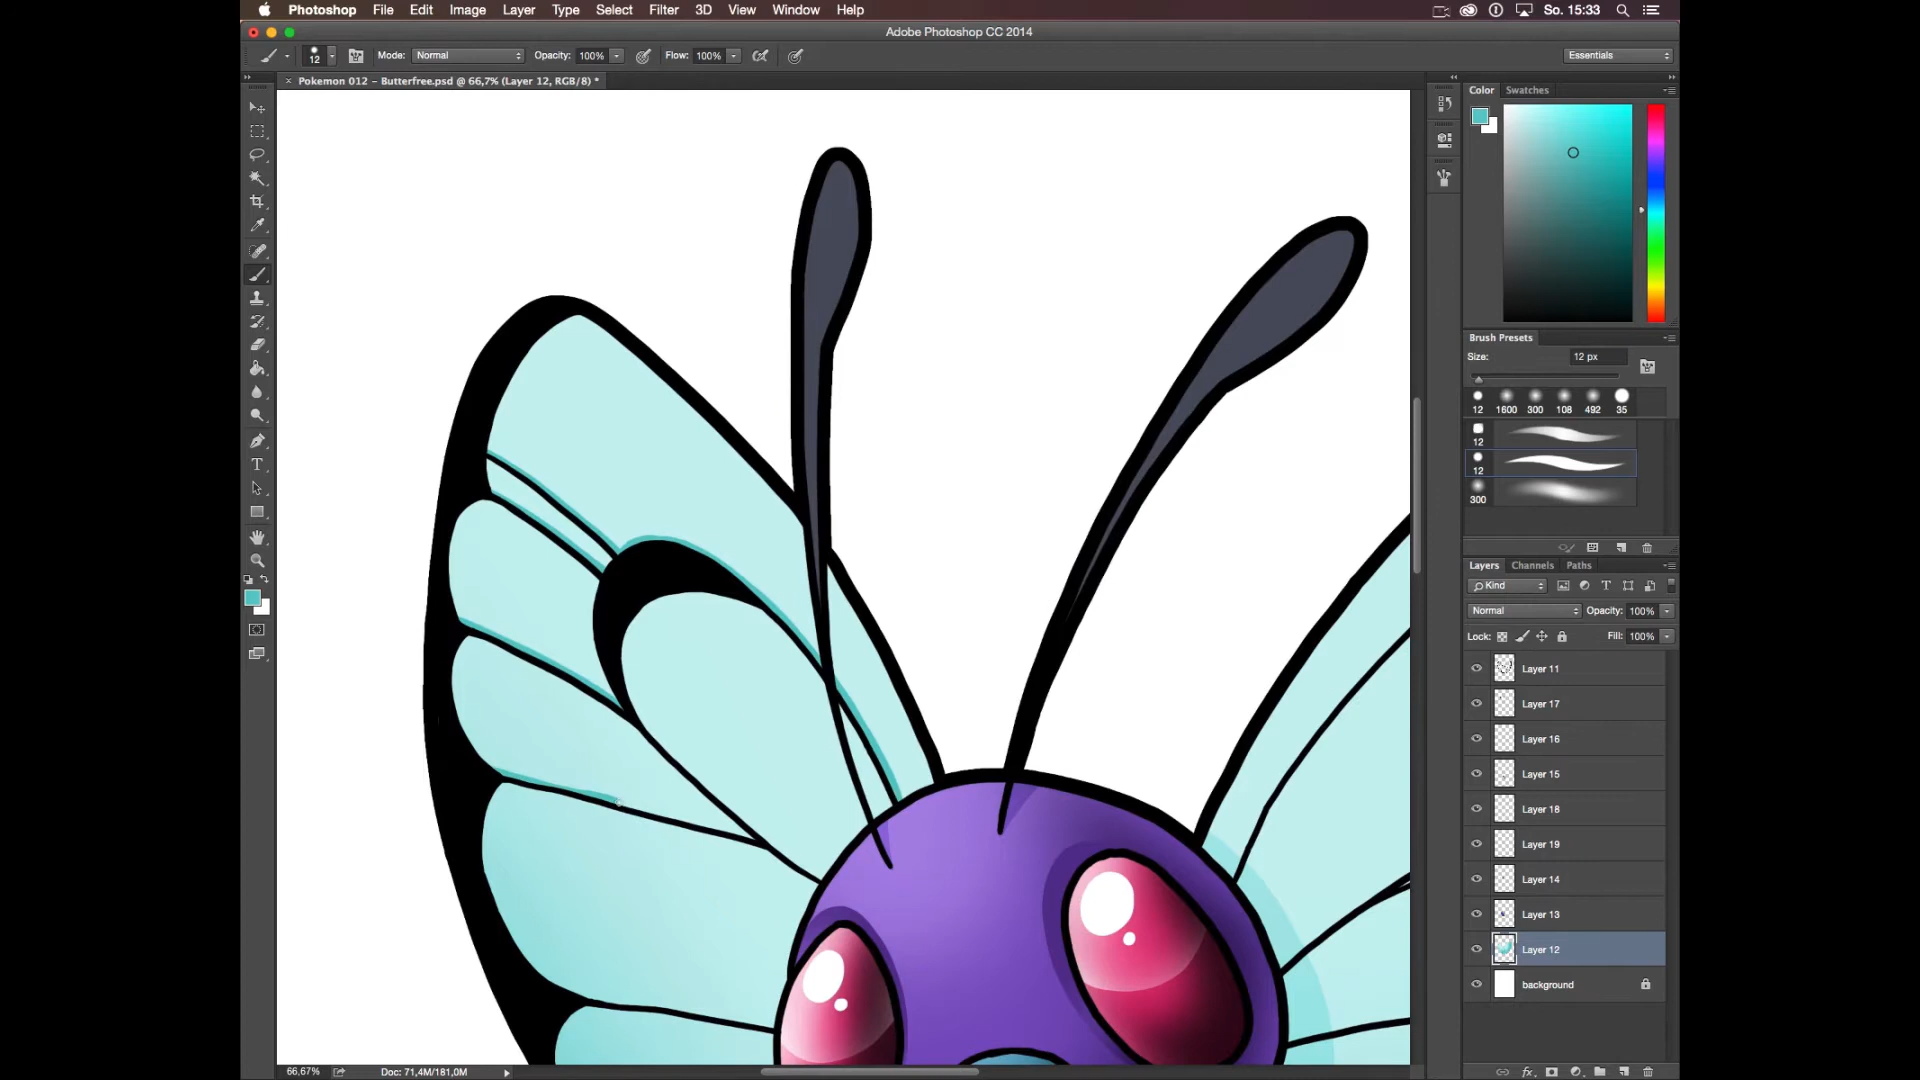 Photoshop File Edit Image Layer Type Select Filter 3D View Window Help So. 15:33
Adobe Photoshop CC 2014
12 Mode: Normal Opacity: 100% Flow: 100% Essentials
Pokemon 012 – Butterfree.psd @ 66,7% (Layer 12, RGB/8) *
Color Swatches
Brush Presets
Size: 12 px
12 1600 300 108 492 35
12
12
300
Layers Channels Paths
Kind
Normal Opacity: 100%
Lock: Fill: 100%
Layer 11
Layer 17
Layer 16
Layer 15
Layer 18
Layer 19
Layer 14
Layer 13
Layer 12
background
66,67% Doc: 71,4M/181,0M